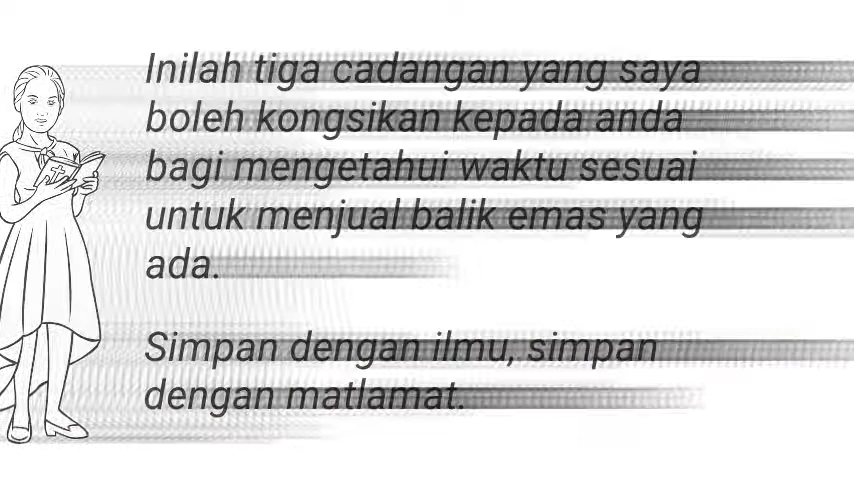 Inilah tiga cadangan yang saya
boleh kongsikan kepada anda
bagi mengetahui waktu sesuai
untuk menjual balik emas yang
ada.
Simpan dengan ilmu, simpan
dengan matlamat.